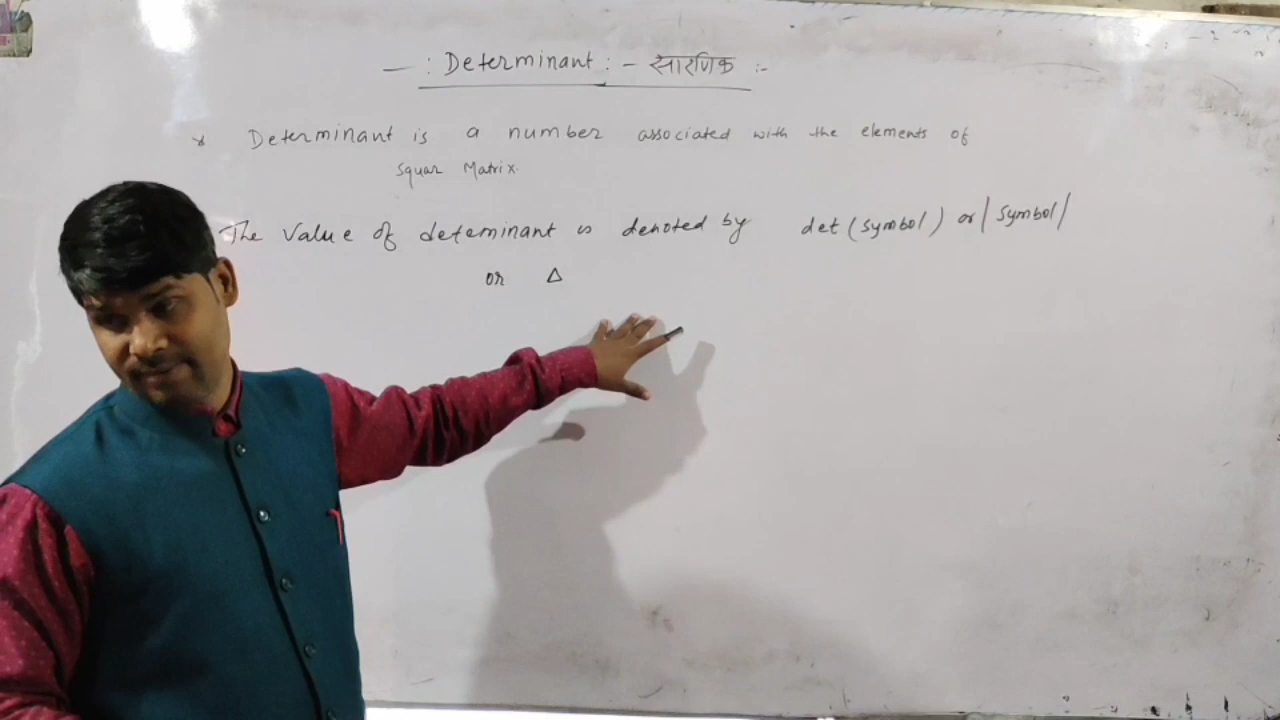 — : Determinant : - सारणिक :-
* Determinant is a number associated with the elements of
Squar Matrix.
The Value of deteminant is denoted by det (symbol) or |symbol|
or Δ